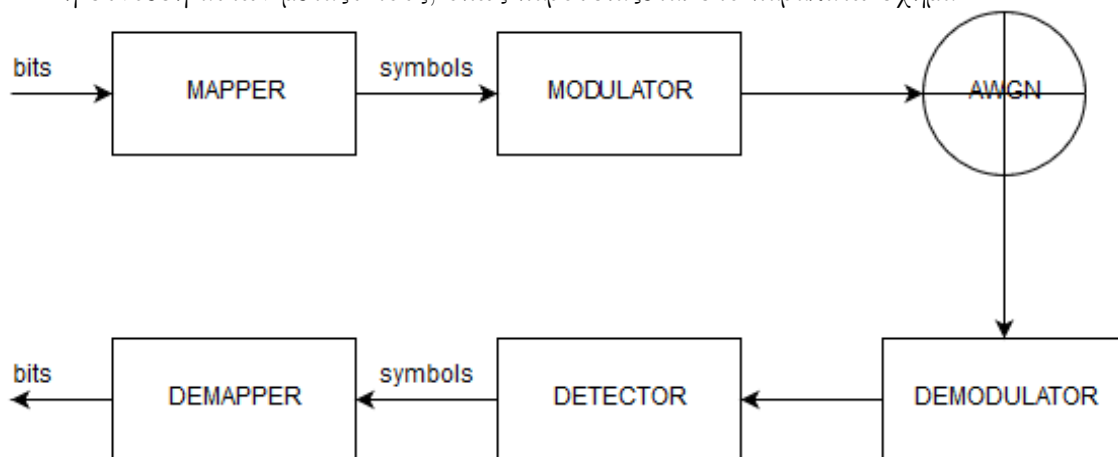 bits
MAPPER
symbols
MODULATOR
AWGN
bits
DEMAPPER
symbols
DETECTOR
DEMODULATOR